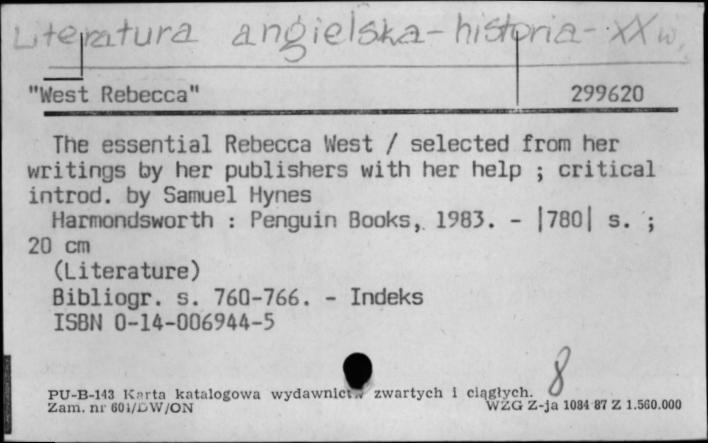 Literatura angielska - historia - XX w.
"West Rebecca" 299620
The essential Rebecca West / selected from her
writings by her publishers with her help ; critical
introd. by Samuel Hynes
Harmondsworth : Penguin Books, 1983. - |780| s. ;
20 cm
(Literature)
Bibliogr. s. 760-766. - Indeks
ISBN 0-14-006944-5
8
PU-B-143 Karta katalogowa wydawnictw zwartych i ciągłych.
Zam. nr 601/DW/ON WZG Z-ja 1084 87 Z 1.560.000